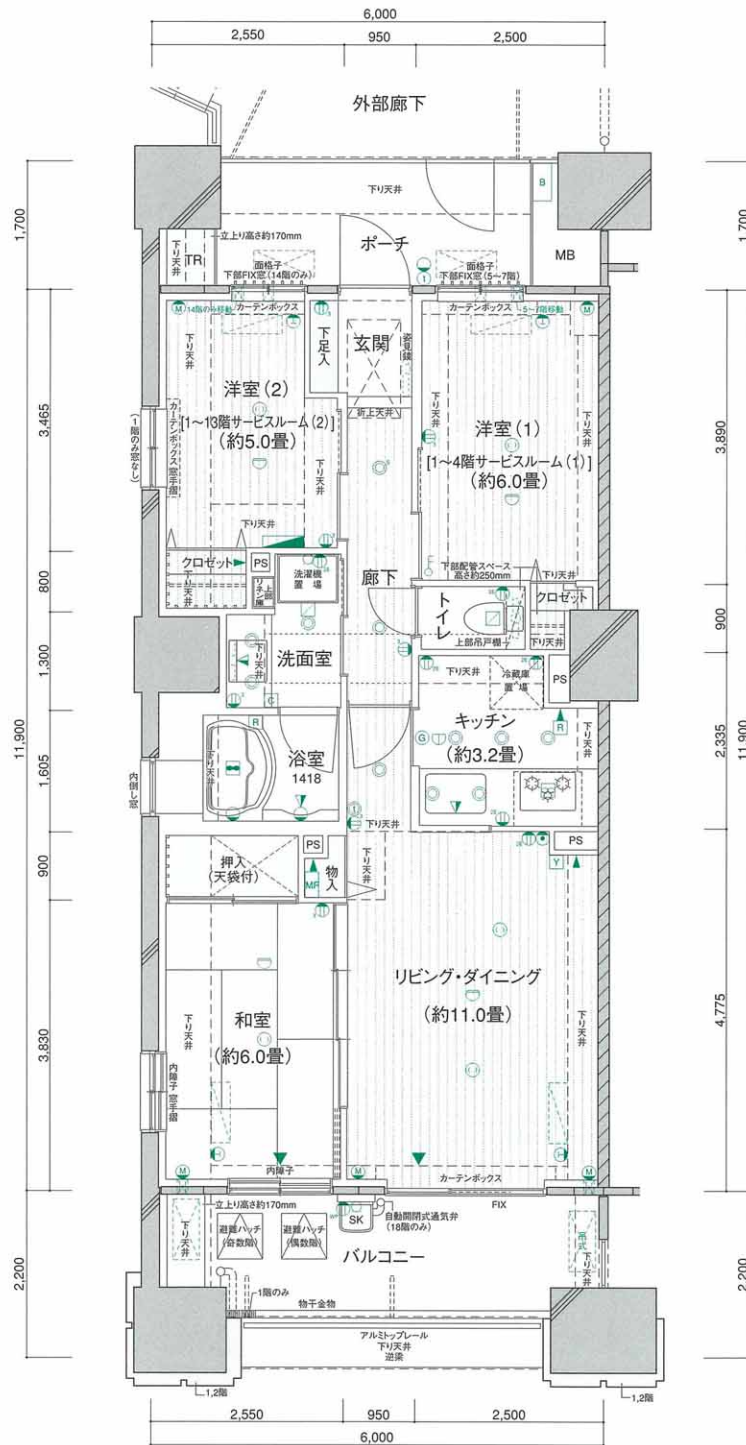 6,000
2,550 950 2,500
外部廊下
下り天井
B
1,700
1,700
立上り高さ約170mm
下り天井
TR
ポーチ
MB
面格子
下部FIX窓(14階のみ)
面格子
下部FIX窓(5~7階)
M
14階のみ移動
カーテンボックス
カーテンボックス
5~7階移動
M
下足入
玄関
姿見鏡
下り天井
洋室(2)
[1~13階サービスルーム(2)]
(約5.0畳)
折上天井
洋室(1)
[1~4階サービスルーム(1)]
(約6.0畳)
下り天井
下り天井
3,465
3,890
(1階のみ窓なし)
カーテンボックス
窓手摺
下り天井
下り天井
下り天井
クロゼット
PS
洗濯機
置場
廊下
下部配管スペース
高さ約250mm
下り天井
800
900
下り天井
リネン庫
上部
トイレ
クロゼット
上部吊戸棚
下り天井
1,300
洗面室
下り天井
下り天井
冷蔵庫
置場
PS
C
R
キッチン
(約3.2畳)
G
R
下り天井
11,900
2,335
11,900
1,605
内倒し窓
下り天井
浴室
1418
下り天井
900
押入
(天袋付)
PS
MF
物入
下り天井
PS
Y
リビング・ダイニング
(約11.0畳)
和室
(約6.0畳)
下り天井
下り天井
3,830
4,775
内障子
窓手摺
M
内障子
M
カーテンボックス
M
立上り高さ約170mm
下り天井
避難ハッチ
(奇数階)
避難ハッチ
(偶数階)
SK
自動開閉式通気弁
(18階のみ)
FIX
バルコニー
吊式
下り天井
2,200
2,200
1階のみ
物干金物
アルミトップレール
下り天井
逆梁
1,2階
1,2階
2,550 950 2,500
6,000